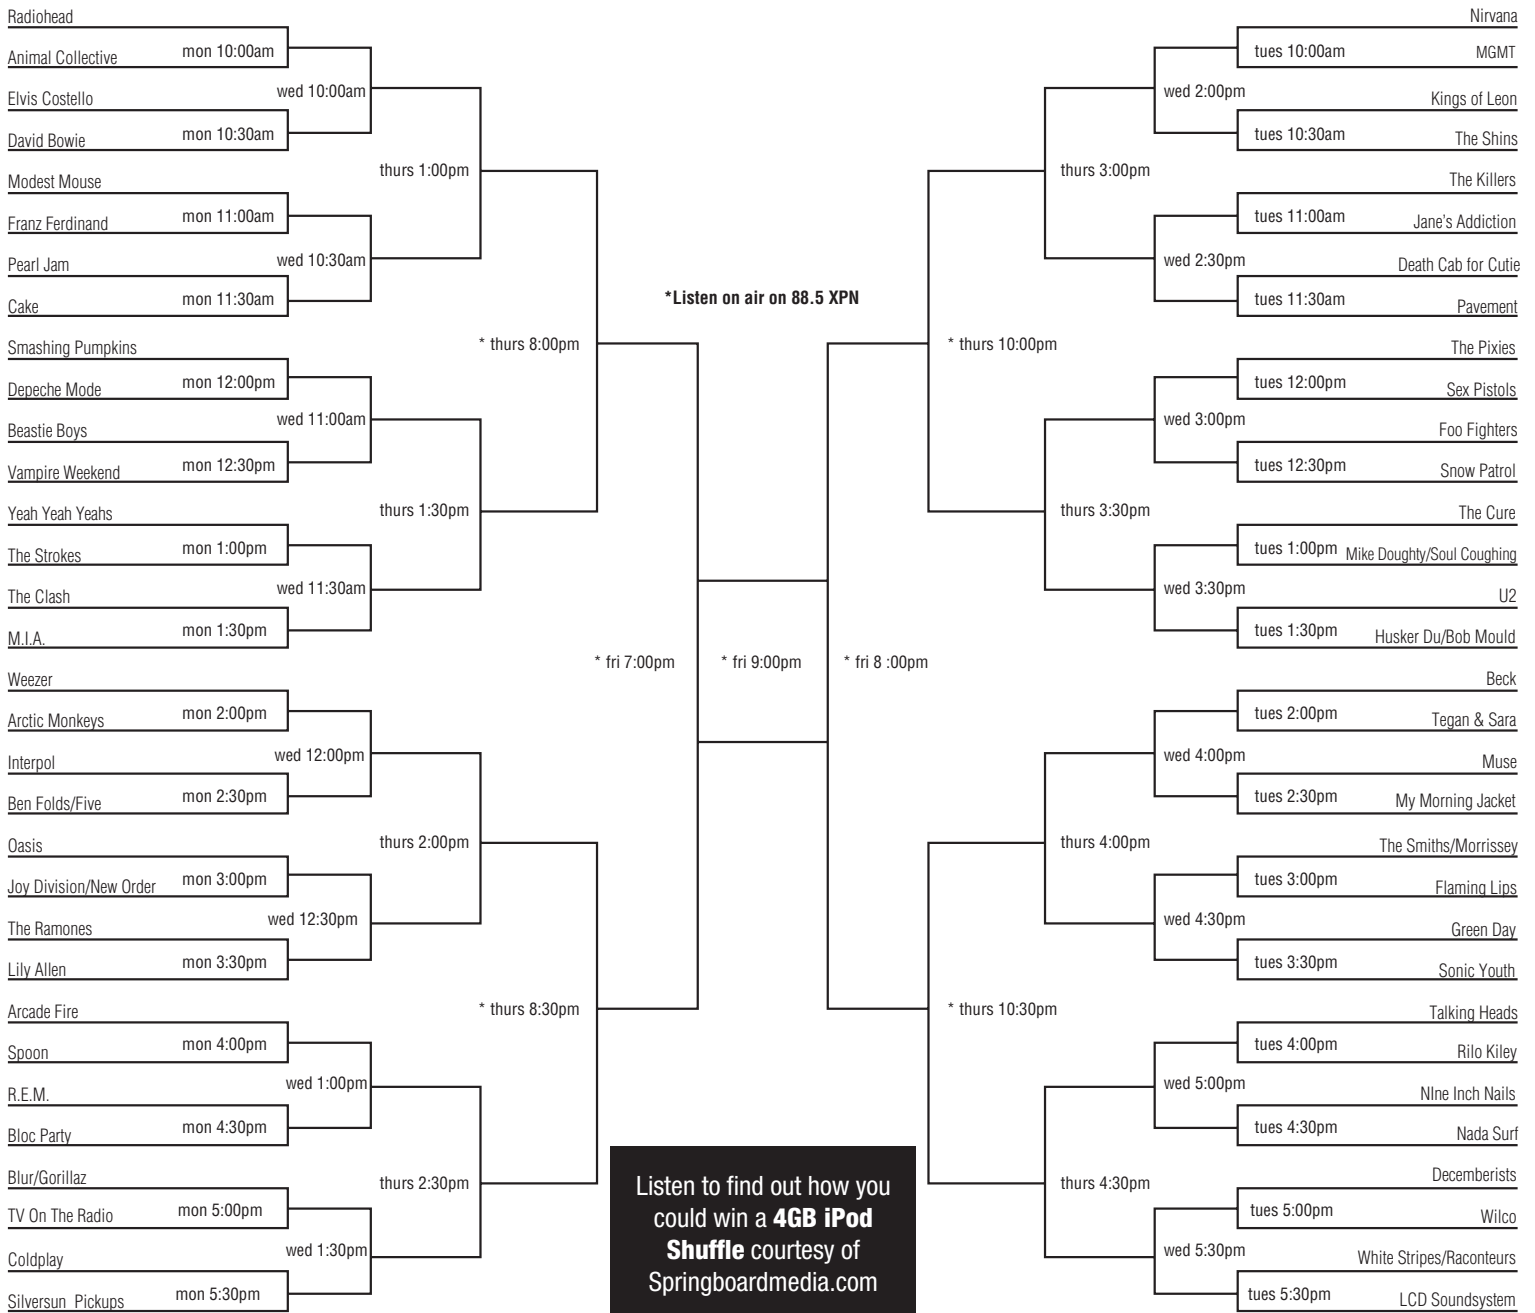 Radiohead
mon 10:00am
Animal Collective
wed 10:00am
Elvis Costello
mon 10:30am
David Bowie
thurs 1:00pm
Modest Mouse
mon 11:00am
Franz Ferdinand
wed 10:30am
Pearl Jam
mon 11:30am
Cake
* thurs 8:00pm
Smashing Pumpkins
mon 12:00pm
Depeche Mode
wed 11:00am
Beastie Boys
mon 12:30pm
Vampire Weekend
thurs 1:30pm
Yeah Yeah Yeahs
mon 1:00pm
The Strokes
wed 11:30am
The Clash
mon 1:30pm
M.I.A.
* fri 7:00pm
Weezer
mon 2:00pm
Arctic Monkeys
wed 12:00pm
Interpol
mon 2:30pm
Ben Folds/Five
thurs 2:00pm
Oasis
mon 3:00pm
Joy Division/New Order
wed 12:30pm
The Ramones
mon 3:30pm
Lily Allen
* thurs 8:30pm
Arcade Fire
mon 4:00pm
Spoon
wed 1:00pm
R.E.M.
mon 4:30pm
Bloc Party
thurs 2:30pm
Blur/Gorillaz
mon 5:00pm
TV On The Radio
wed 1:30pm
Coldplay
mon 5:30pm
Silversun Pickups
*Listen on air on 88.5 XPN
* fri 9:00pm
Listen to find out how you
could win a 4GB iPod
Shuffle courtesy of
Springboardmedia.com
Nirvana
tues 10:00am
MGMT
wed 2:00pm
Kings of Leon
tues 10:30am
The Shins
thurs 3:00pm
The Killers
tues 11:00am
Jane's Addiction
wed 2:30pm
Death Cab for Cutie
tues 11:30am
Pavement
* thurs 10:00pm
The Pixies
tues 12:00pm
Sex Pistols
wed 3:00pm
Foo Fighters
tues 12:30pm
Snow Patrol
thurs 3:30pm
The Cure
tues 1:00pm
Mike Doughty/Soul Coughing
wed 3:30pm
U2
tues 1:30pm
Husker Du/Bob Mould
* fri 8 :00pm
Beck
tues 2:00pm
Tegan & Sara
wed 4:00pm
Muse
tues 2:30pm
My Morning Jacket
thurs 4:00pm
The Smiths/Morrissey
tues 3:00pm
Flaming Lips
wed 4:30pm
Green Day
tues 3:30pm
Sonic Youth
* thurs 10:30pm
Talking Heads
tues 4:00pm
Rilo Kiley
wed 5:00pm
NIne Inch Nails
tues 4:30pm
Nada Surf
thurs 4:30pm
Decemberists
tues 5:00pm
Wilco
wed 5:30pm
White Stripes/Raconteurs
tues 5:30pm
LCD Soundsystem